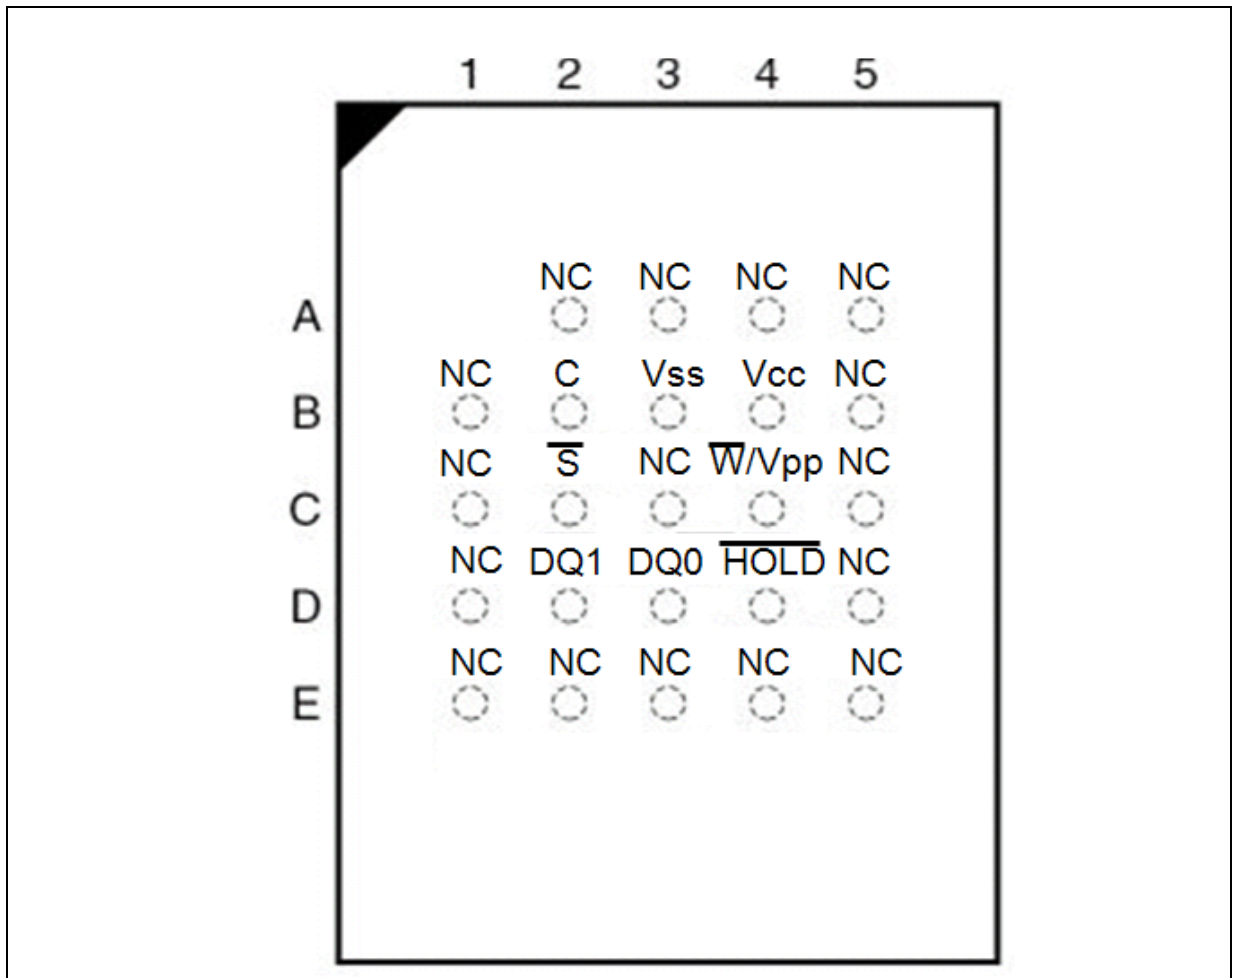 1 2 3 4 5
NC NC NC NC
A
NC C Vss Vcc NC
B
NC S̅ NC W̅/Vpp NC
C
NC DQ1 DQ0 H̅O̅L̅D̅ NC
D
NC NC NC NC NC
E